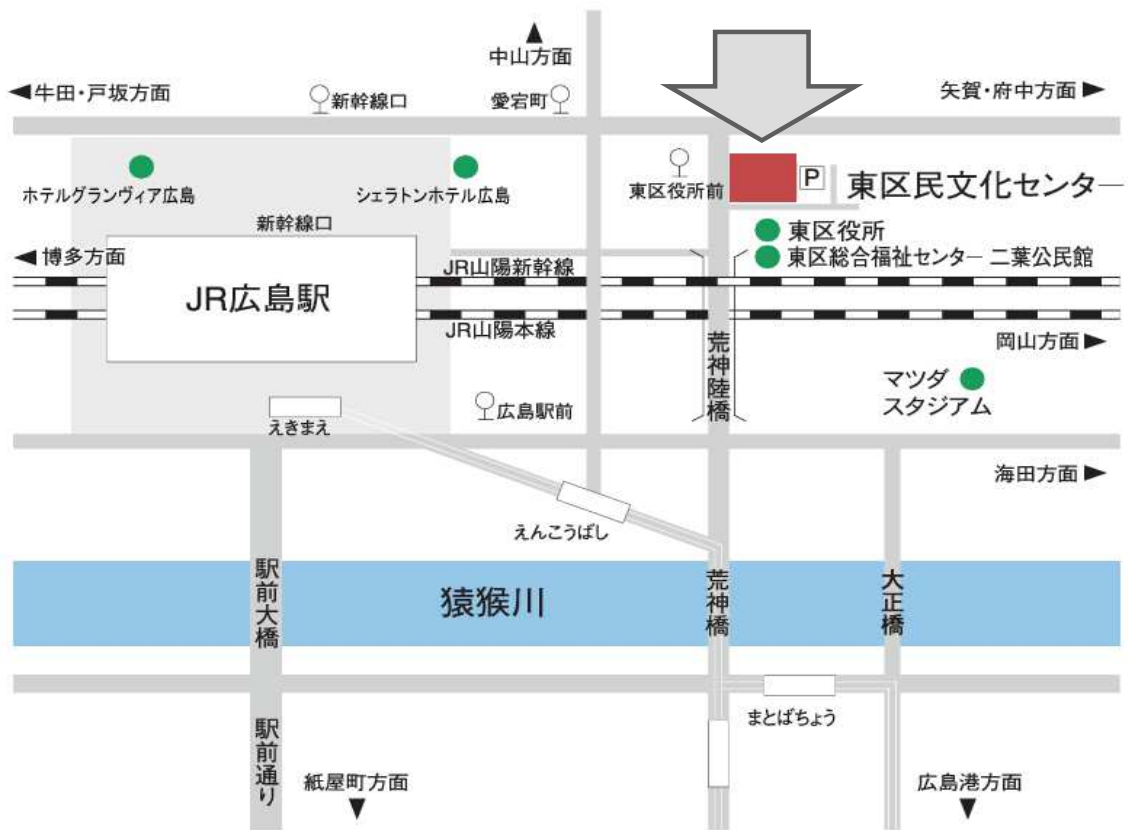 中山方面
牛田・戸坂方面
新幹線口
愛宕町
矢賀・府中方面
ホテルグランヴィア広島
シェラトンホテル広島
東区役所前
P
東区民文化センター
新幹線口
東区役所
博多方面
東区総合福祉センター 二葉公民館
JR山陽新幹線
JR広島駅
JR山陽本線
岡山方面
荒神陸橋
マツダ
スタジアム
広島駅前
えきまえ
海田方面
えんこうばし
駅前大橋
猿猴川
荒神橋
大正橋
まとばちょう
駅前通り
紙屋町方面
広島港方面